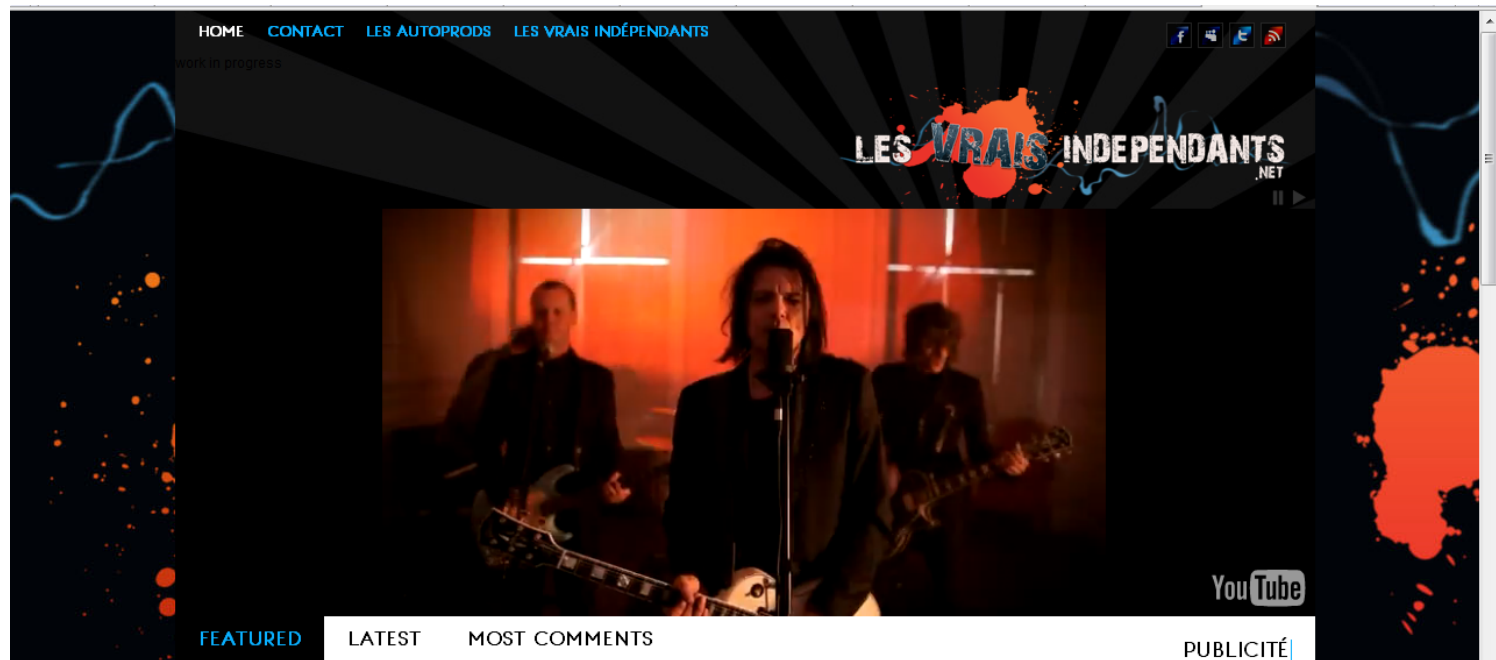 HOME CONTACT LES AUTOPRODS LES VRAIS INDÉPENDANTS
work in progress
LES VRAIS INDEPENDANTS
.NET
YouTube
FEATURED LATEST MOST COMMENTS
PUBLICITÉ